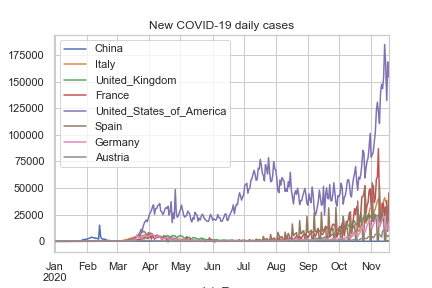 New COVID-19 daily cases
175000
150000
125000
100000
75000
50000
25000
0
China
Italy
United_Kingdom
France
United_States_of_America
Spain
Germany
Austria
Jan Feb Mar Apr May Jun Jul Aug Sep Oct Nov
2020